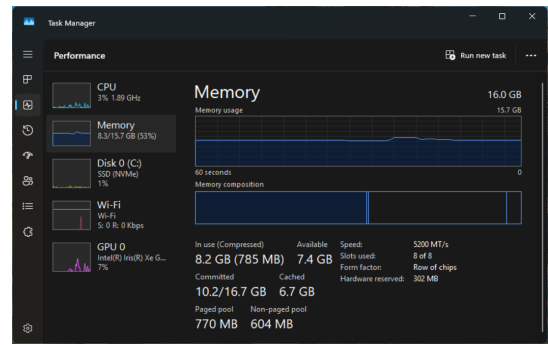 Task Manager
Performance
Run new task
CPU
3% 1.89 GHz
Memory
8.3/15.7 GB (53%)
Disk 0 (C:)
SSD (NVMe)
1%
Wi-Fi
Wi-Fi
S: 0 R: 0 Kbps
GPU 0
Intel(R) Iris(R) Xe G...
7%
Memory
16.0 GB
Memory usage
15.7 GB
60 seconds
0
Memory composition
In use (Compressed)
8.2 GB (785 MB)
Available
7.4 GB
Committed
10.2/16.7 GB
Cached
6.7 GB
Paged pool
770 MB
Non-paged pool
604 MB
Speed: 5200 MT/s
Slots used: 8 of 8
Form factor: Row of chips
Hardware reserved: 302 MB